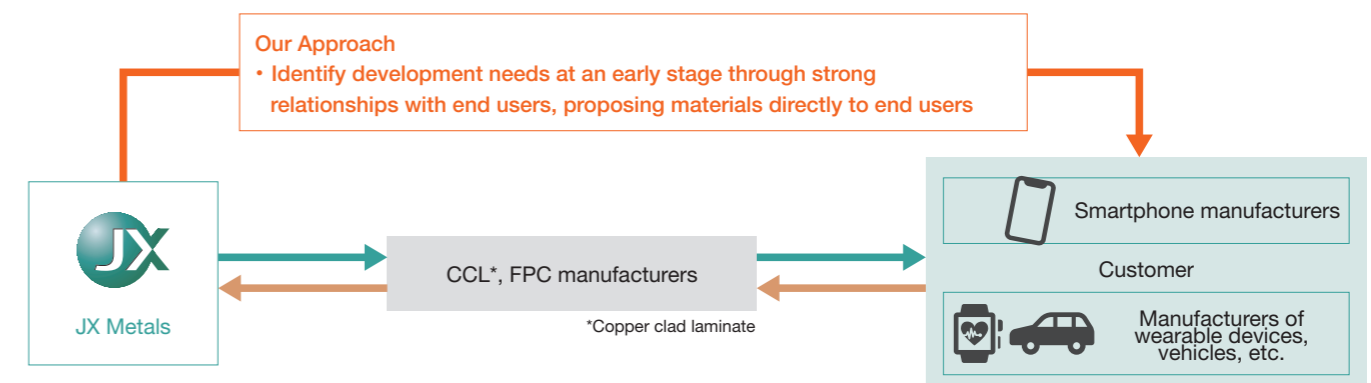 Our Approach
• Identify development needs at an early stage through strong
relationships with end users, proposing materials directly to end users
JX
JX Metals
CCL*, FPC manufacturers
*Copper clad laminate
Smartphone manufacturers
Customer
Manufacturers of
wearable devices,
vehicles, etc.